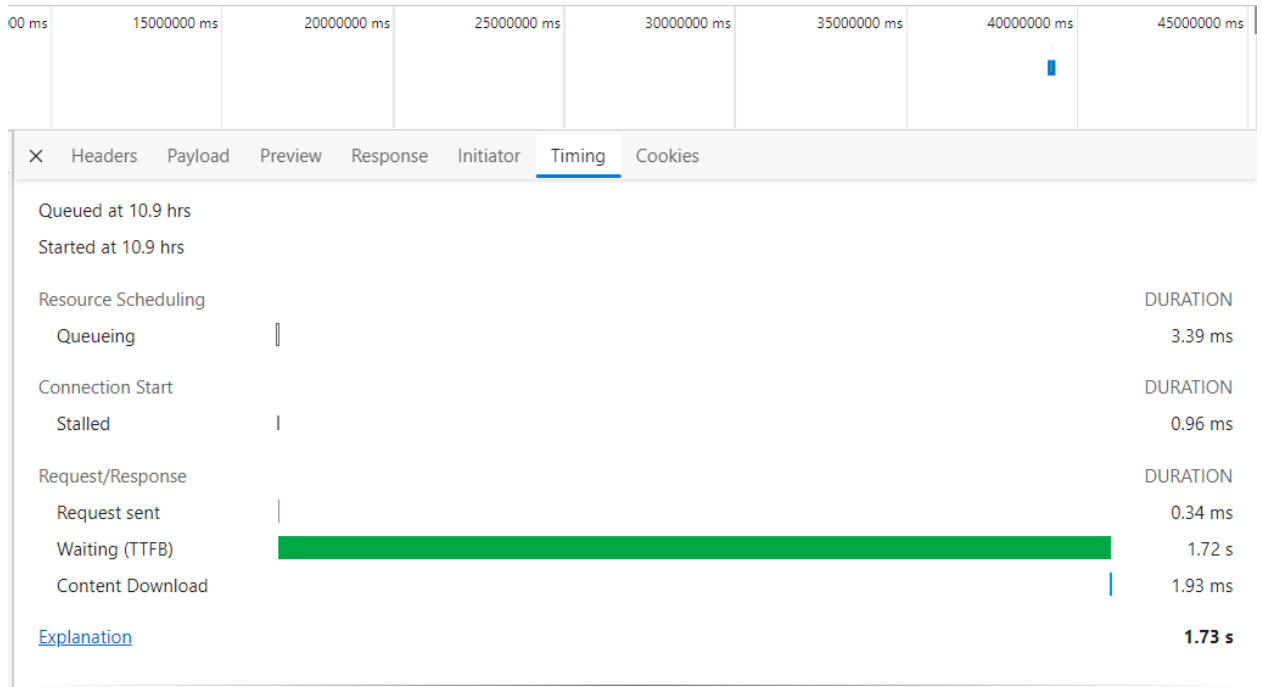 00 ms 15000000 ms 20000000 ms 25000000 ms 30000000 ms 35000000 ms 40000000 ms 45000000 ms
Headers Payload Preview Response Initiator Timing Cookies
Queued at 10.9 hrs
Started at 10.9 hrs
Resource Scheduling DURATION
Queueing 3.39 ms
Connection Start DURATION
Stalled 0.96 ms
Request/Response DURATION
Request sent 0.34 ms
Waiting (TTFB) 1.72 s
Content Download 1.93 ms
Explanation 1.73 s